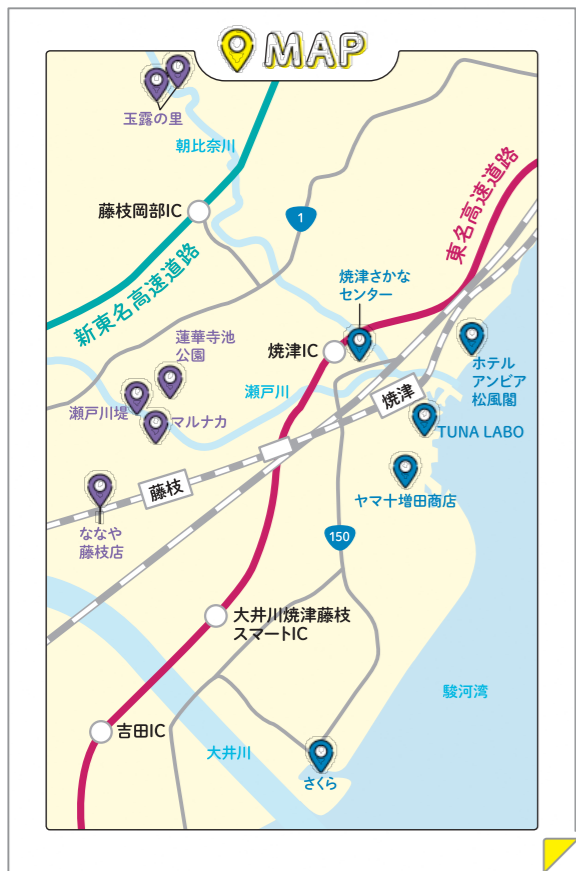 MAP
玉露の里
朝比奈川
藤枝岡部IC
1
東名高速道路
新東名高速道路
焼津さかな
センター
蓮華寺池
公園
焼津IC
ホテル
アンビア
松風閣
瀬戸川
瀬戸川堤
マルナカ
焼津
TUNA LABO
藤枝
ヤマ十増田商店
ななや
藤枝店
150
大井川焼津藤枝
スマートIC
駿河湾
吉田IC
大井川
さくら